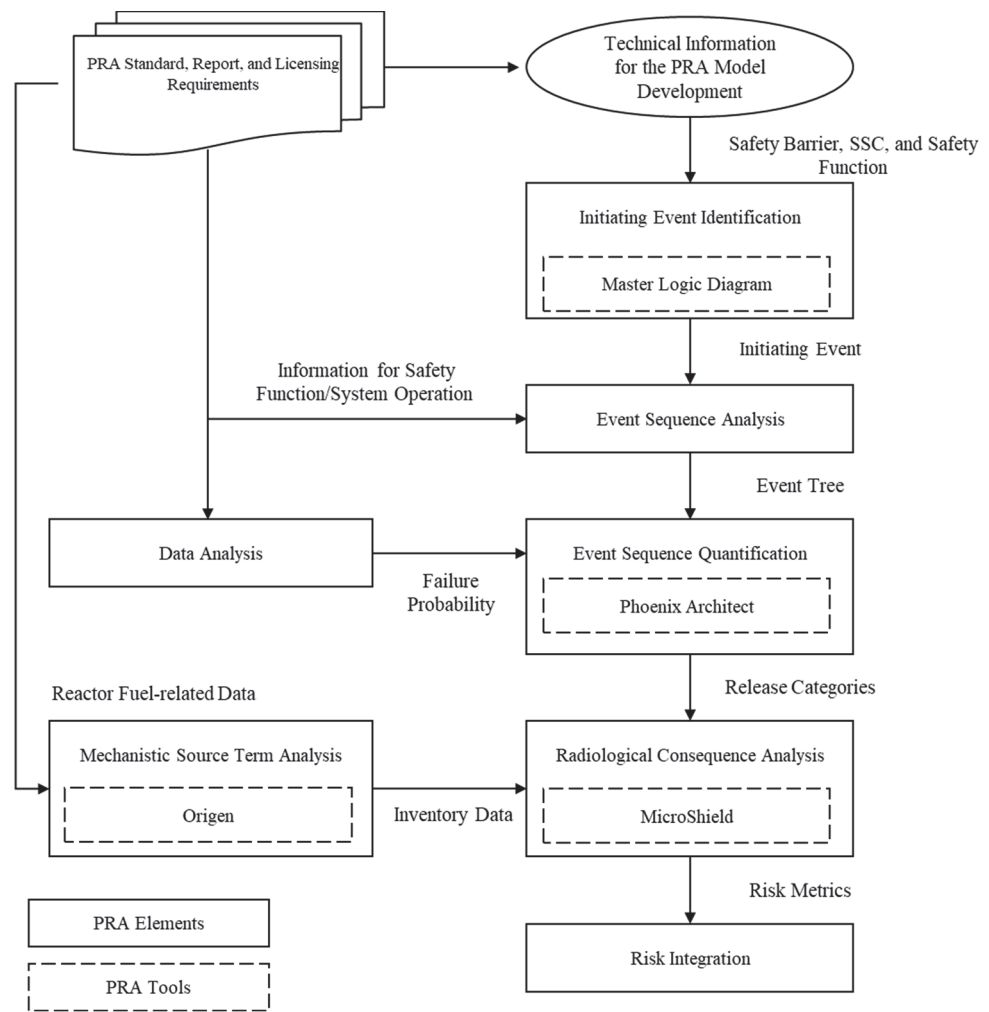 PRA Standard, Report, and Licensing
Requirements
Technical Information
for the PRA Model
Development
Safety Barrier, SSC, and Safety
Function
Initiating Event Identification
Master Logic Diagram
Initiating Event
Information for Safety
Function/System Operation
Event Sequence Analysis
Event Tree
Data Analysis
Failure
Probability
Event Sequence Quantification
Phoenix Architect
Release Categories
Reactor Fuel-related Data
Mechanistic Source Term Analysis
Origen
Inventory Data
Radiological Consequence Analysis
MicroShield
Risk Metrics
Risk Integration
PRA Elements
PRA Tools